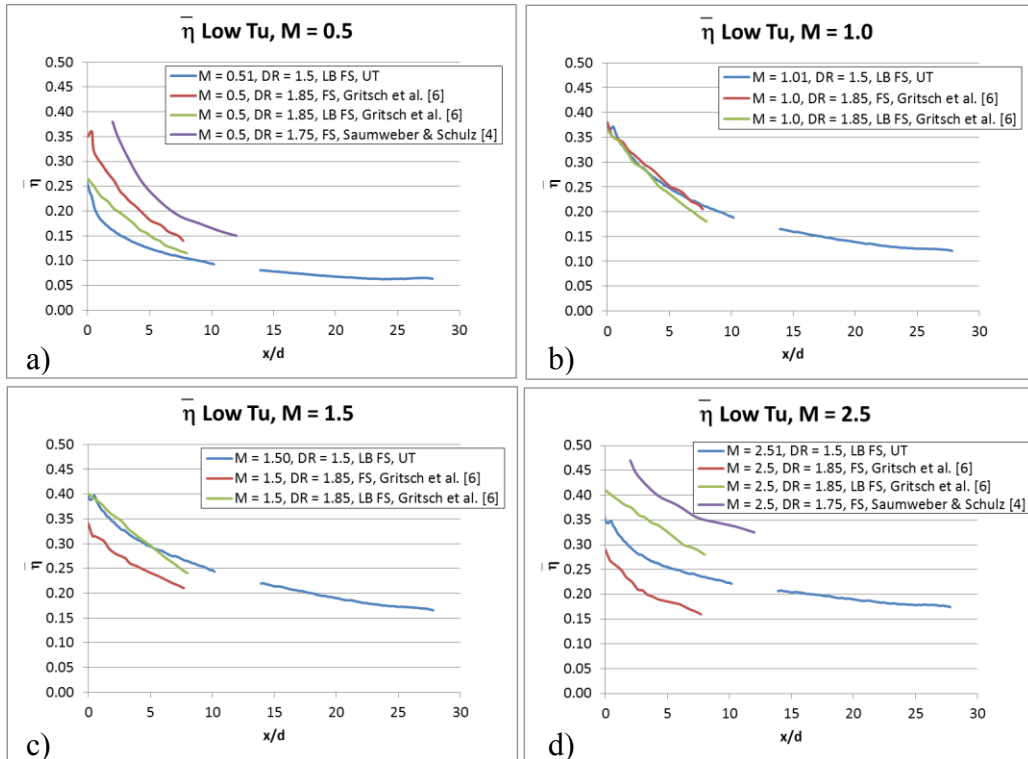 η̅ Low Tu, M = 0.5
0.50
0.45
0.40
0.35
0.30
0.25
0.20
0.15
0.10
0.05
0.00
η̅
M = 0.51, DR = 1.5, LB FS, UT
M = 0.5, DR = 1.85, FS, Gritsch et al. [6]
M = 0.5, DR = 1.85, LB FS, Gritsch et al. [6]
M = 0.5, DR = 1.75, FS, Saumweber & Schulz [4]
0 5 10 15 20 25 30
x/d
a)
η̅ Low Tu, M = 1.0
0.50
0.45
0.40
0.35
0.30
0.25
0.20
0.15
0.10
0.05
0.00
η̅
M = 1.01, DR = 1.5, LB FS, UT
M = 1.0, DR = 1.85, FS, Gritsch et al. [6]
M = 1.0, DR = 1.85, LB FS, Gritsch et al. [6]
0 5 10 15 20 25 30
x/d
b)
η̅ Low Tu, M = 1.5
0.50
0.45
0.40
0.35
0.30
0.25
0.20
0.15
0.10
0.05
0.00
η̅
M = 1.50, DR = 1.5, LB FS, UT
M = 1.5, DR = 1.85, FS, Gritsch et al. [6]
M = 1.5, DR = 1.85, LB FS, Gritsch et al. [6]
0 5 10 15 20 25 30
x/d
c)
η̅ Low Tu, M = 2.5
0.50
0.45
0.40
0.35
0.30
0.25
0.20
0.15
0.10
0.05
0.00
η̅
M = 2.51, DR = 1.5, LB FS, UT
M = 2.5, DR = 1.85, FS, Gritsch et al. [6]
M = 2.5, DR = 1.85, LB FS, Gritsch et al. [6]
M = 2.5, DR = 1.75, FS, Saumweber & Schulz [4]
0 5 10 15 20 25 30
x/d
d)